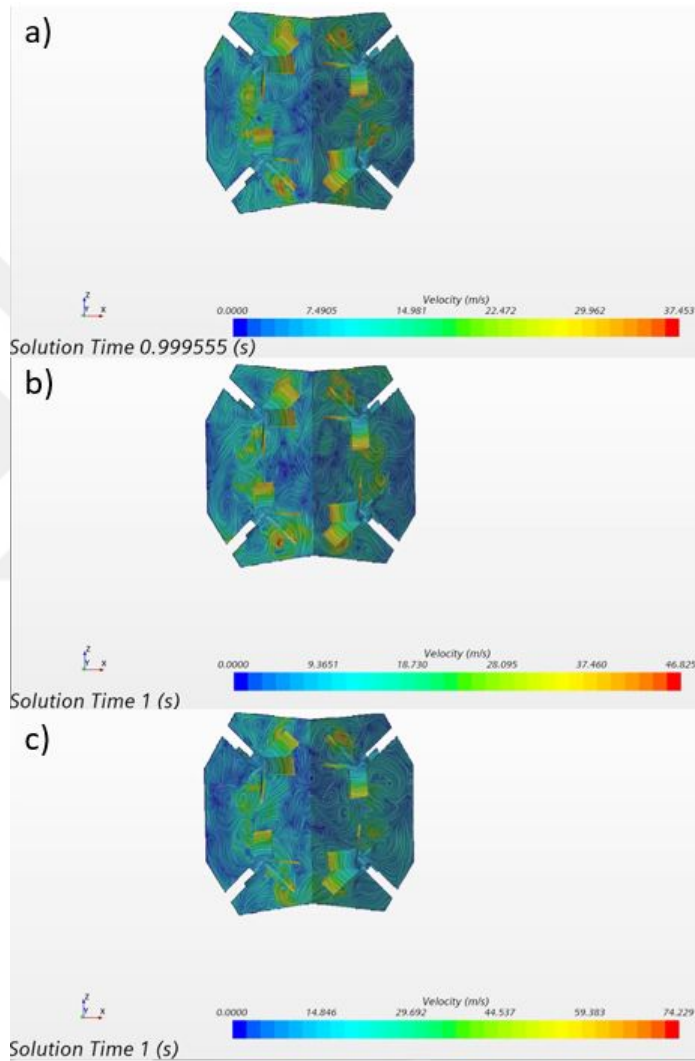 a)
Z
Y X
Velocity (m/s)
0.0000 7.4905 14.981 22.472 29.962 37.453
Solution Time 0.999555 (s)
b)
Z
Y X
Velocity (m/s)
0.0000 9.3651 18.730 28.095 37.460 46.825
Solution Time 1 (s)
c)
Z
Y X
Velocity (m/s)
0.0000 14.846 29.692 44.537 59.383 74.229
Solution Time 1 (s)